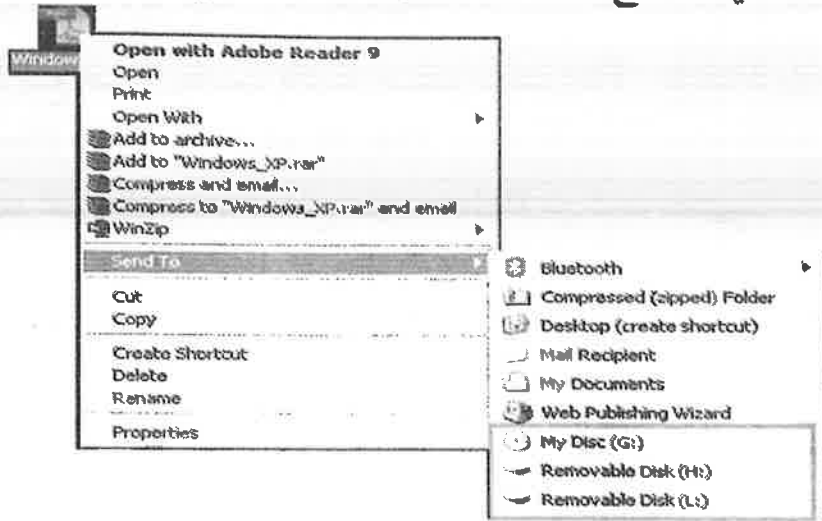 Window
Open with Adobe Reader 9
Open
Print
Open With
Add to archive...
Add to "Windows_XP.rar"
Compress and email...
Compress to "Windows_XP.rar" and email
WinZip
Send To
Cut
Copy
Create Shortcut
Delete
Rename
Properties
Bluetooth
Compressed (zipped) Folder
Desktop (create shortcut)
Mail Recipient
My Documents
Web Publishing Wizard
My Disc (G:)
Removable Disk (H:)
Removable Disk (L:)